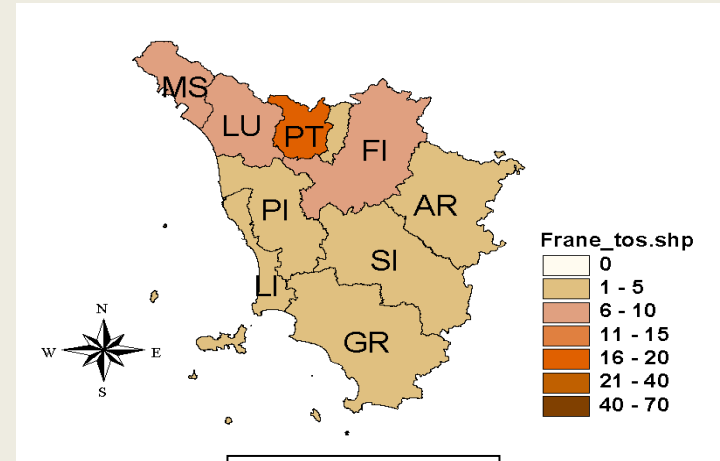 MS
LU
PT
FI
PI
AR
SI
LI
GR
N
W
E
S
Frane_tos.shp
0
1 - 5
6 - 10
11 - 15
16 - 20
21 - 40
40 - 70